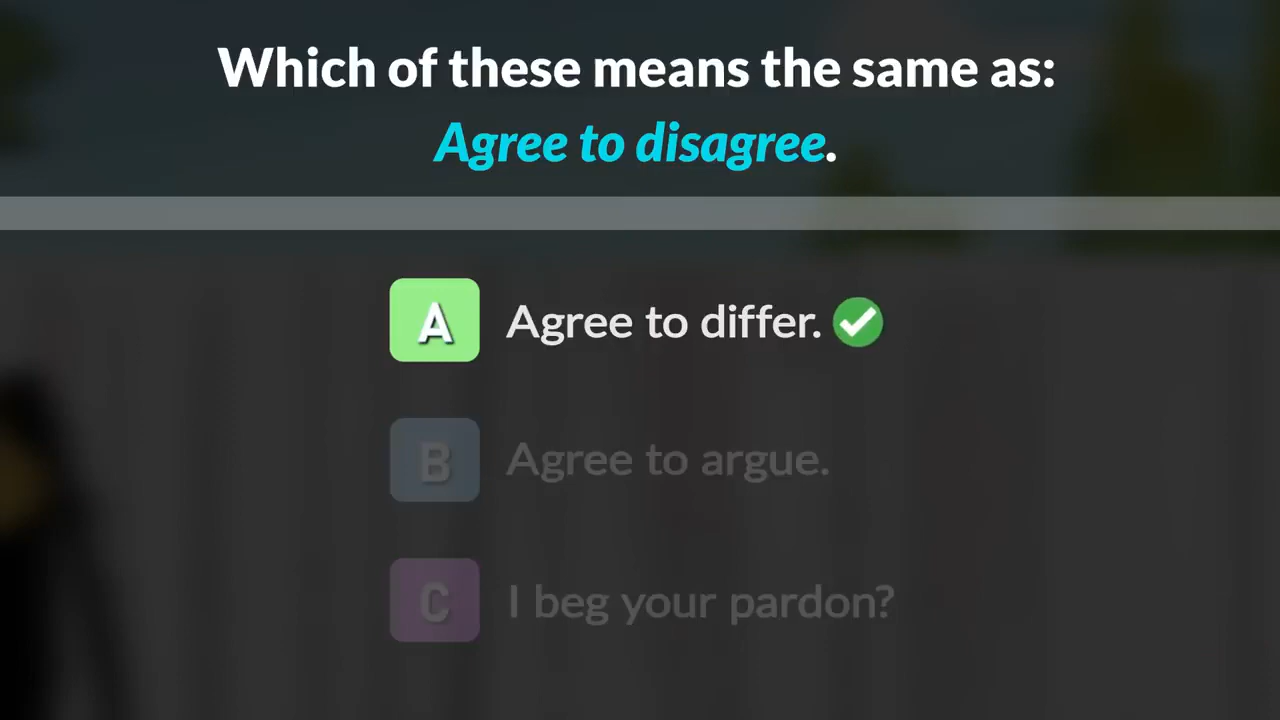 Which of these means the same as:
Agree to disagree.
A Agree to differ.
B Agree to argue.
C I beg your pardon?